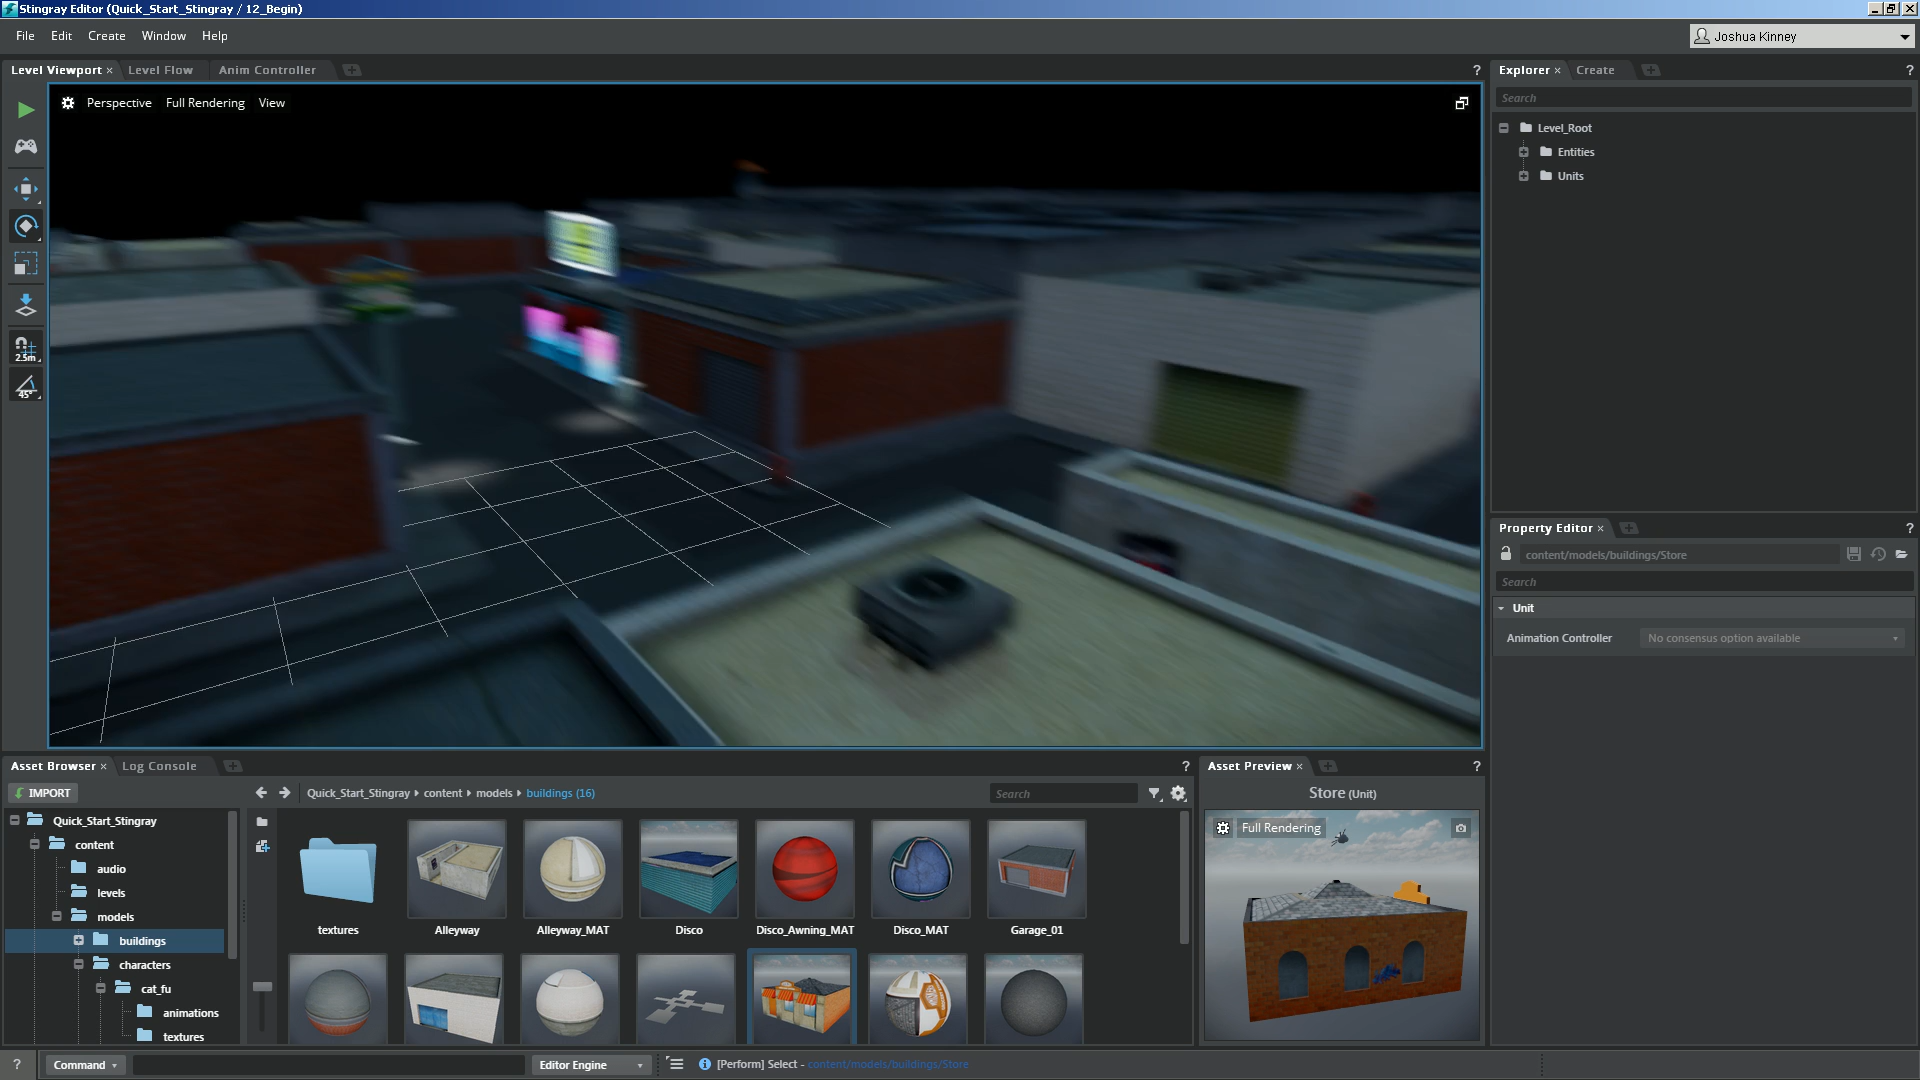 Stingray Editor (Quick_Start_Stingray / 12_Begin)
File Edit Create Window Help
Joshua Kinney
Level Viewport × Level Flow Anim Controller ?
Explorer × Create ?
Perspective Full Rendering View
Search
Level_Root
Entities
Units
2.5m
45°
Property Editor × ?
content/models/buildings/Store
Search
Unit
Animation Controller No consensus option available
Asset Browser × Log Console ?
Asset Preview × ?
IMPORT
Quick_Start_Stingray content models buildings (16)
Search
Store (Unit)
Full Rendering
Quick_Start_Stingray
content
audio
levels
models
buildings
characters
cat_fu
animations
textures
textures Alleyway Alleyway_MAT Disco Disco_Awning_MAT Disco_MAT Garage_01
? Command Editor Engine [Perform] Select - content/models/buildings/Store